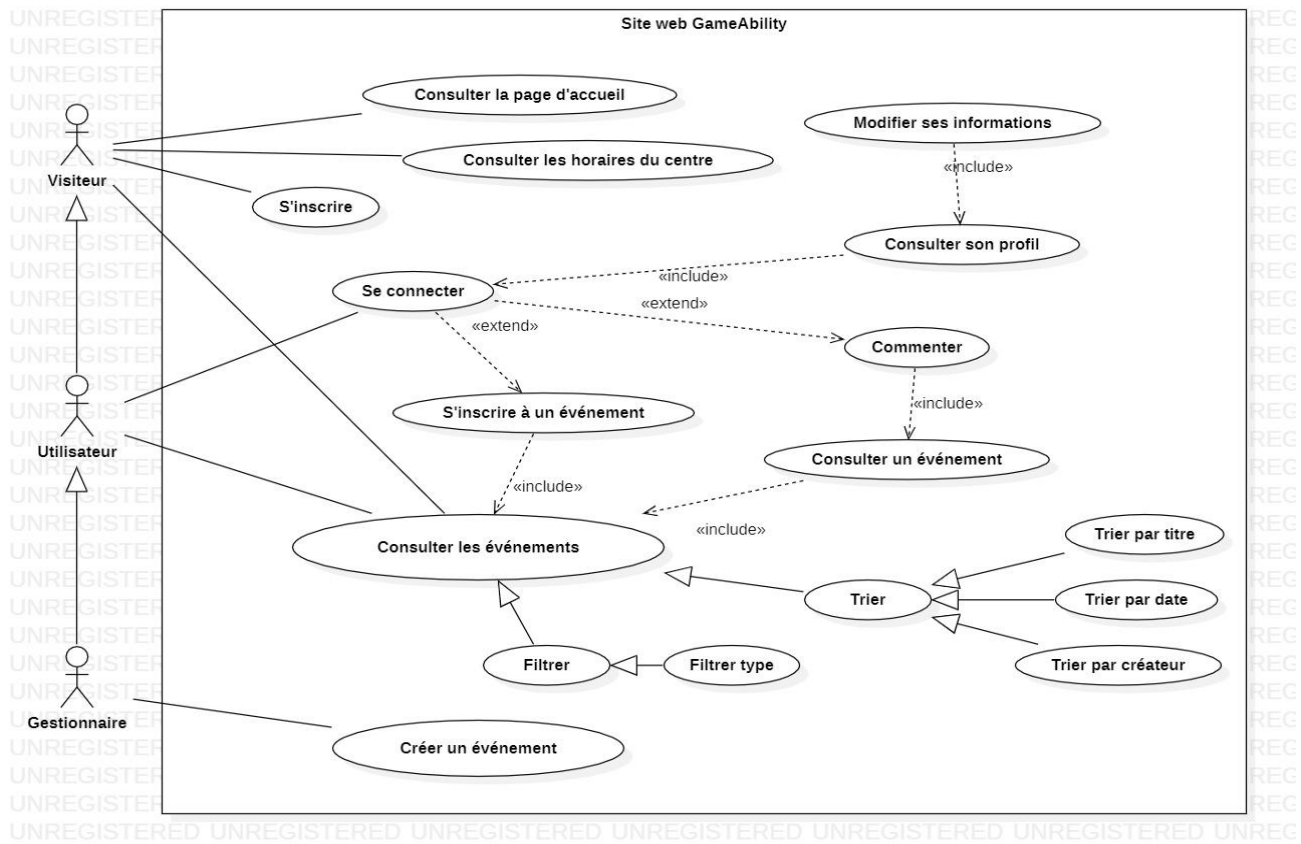 Site web GameAbility
Consulter la page d'accueil
Modifier ses informations
Consulter les horaires du centre
«include»
Visiteur
S'inscrire
Consulter son profil
«include»
Se connecter
«extend»
«extend»
Commenter
«include»
S'inscrire à un événement
Utilisateur
Consulter un événement
«include»
«include»
Trier par titre
Consulter les événements
Trier
Trier par date
Filtrer
Filtrer type
Trier par créateur
Gestionnaire
Créer un événement
UNREGISTERED UNREGISTERED UNREGISTERED UNREGISTERED UNREGISTERED UNREGISTERED UNREG